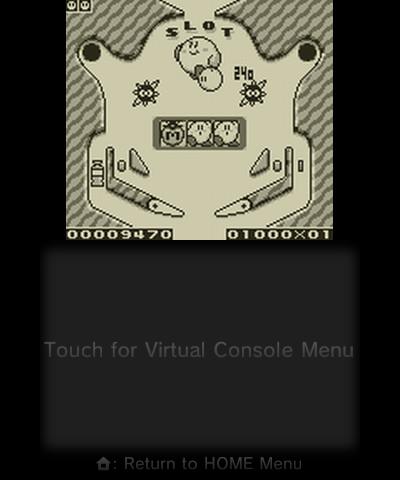 SLOT
240
M
00009470 01000×01
Touch for Virtual Console Menu
: Return to HOME Menu